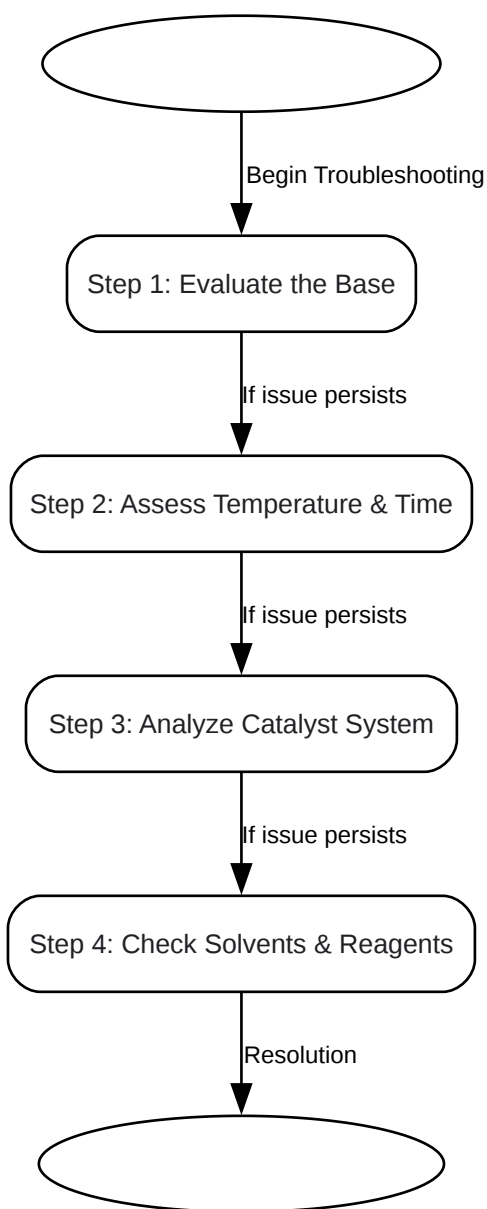 Begin Troubleshooting
Step 1: Evaluate the Base
If issue persists
Step 2: Assess Temperature & Time
If issue persists
Step 3: Analyze Catalyst System
If issue persists
Step 4: Check Solvents & Reagents
Resolution